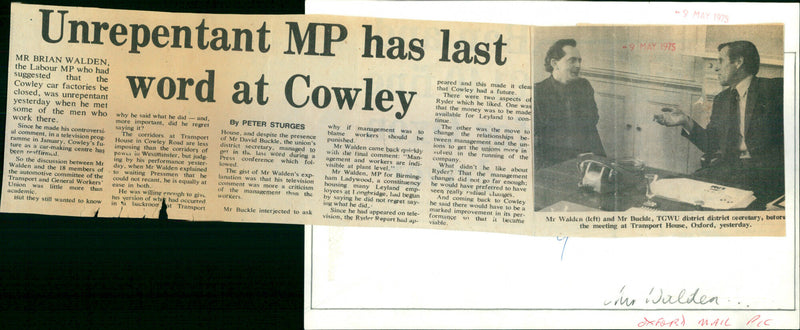 Unrepentant MP has last
word at Cowley
MR BRIAN WALDEN,
the Labour MP who had
suggested that the
Cowley car factories be
closed, was unrepentant
yesterday when he met
some of the men who
work there.
Since he made his controversial
comment, in a television programme
in January, Cowley's future
as a car-making centre has
been
So the discussion between Mr
Walden and the 18 members of
the automotive committee of the
Transport and General Workers'
Union was little more than
academic.
But they still wanted to know
why he said what he did — and,
more important, did he regret
saying it?
The corridors at Transport
House in Cowley Road are less
imposing than the corridors of
power in Westminster, but judging
by his performance yesterday,
when Mr Walden explained
to waiting Pressmen that he
could not recant, he is equally at
ease in both.
He was willing enough to give
his version of what had occurred
in a backroom at Transport
By PETER STURGES
House, and despite the presence
of Mr David Buckle, the union's
district secretary, managed to
get in the last word during a
Press conference which followed.
The gist of Mr Walden's explanation
was that his television
comment was more a criticism
of the management than the
workers.
Mr Buckle interjected to ask
why if management was to
blame workers should be
punished.
Mr Walden came back quickly
with the final comment: "Management
and workers are indivisible
at plant level."
Mr Walden, MP for Birmingham
Ladywood, a constituency
housing many Leyland employees
at Longbridge, had begun
by saying he did not regret saying
what he did.
Since he had appeared on television,
the Ryder Report had appeared
and this made it clear
that Cowley had a future.
There were two aspects of
Ryder which he liked. One was
that the money was to be made
available for Leyland to continue.
The other was the move to
change the relationships between
management and the unions
to get the unions more involved
in the running of the
company.
What didn't he like about
Ryder? That the management
changes did not go far enough;
he would have preferred to have
seen really radical changes.
And coming back to Cowley
he said there would have to be a
marked improvement in its performance
so that it became
viable.
- 8 MAY 1975
- 9 MAY 1975
Mr Walden (left) and Mr Buckle, TGWU district secretary, before
the meeting at Transport House, Oxford, yesterday.
Mr Walden...
OXFORD MAIL PLC